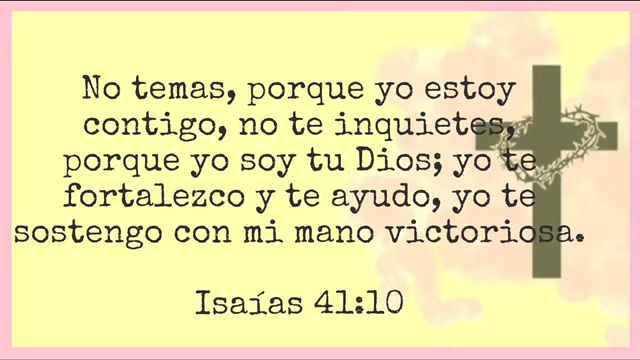 No temas, porque yo estoy
contigo, no te inquietes,
porque yo soy tu Dios; yo te
fortalezco y te ayudo, yo te
sostengo con mi mano victoriosa.
Isaías 41:10